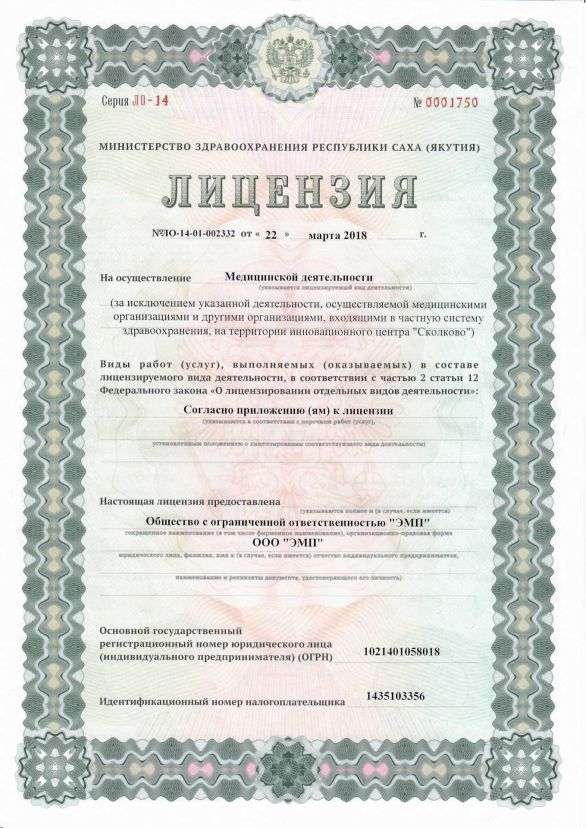 Серия ЛО-14
№ 0001750
МИНИСТЕРСТВО ЗДРАВООХРАНЕНИЯ РЕСПУБЛИКИ САХА (ЯКУТИЯ)
ЛИЦЕНЗИЯ
№ЛО-14-01-002332 от « 22 » марта 2018 г.
На осуществление Медицинской деятельности
(указывается лицензируемый вид деятельности)
(за исключением указанной деятельности, осуществляемой медицинскими
организациями и другими организациями, входящими в частную систему
здравоохранения, на территории инновационного центра "Сколково")
Виды работ (услуг), выполняемых (оказываемых) в составе
лицензируемого вида деятельности, в соответствии с частью 2 статьи 12
Федерального закона «О лицензировании отдельных видов деятельности»:
Согласно приложению (ям) к лицензии
(указываются в соответствии с перечнем работ (услуг),
установленным положением о лицензировании соответствующего вида деятельности)
Настоящая лицензия предоставлена
(указывается полное и (в случае, если имеется)
Общество с ограниченной ответственностью "ЭМП"
сокращенное наименование (в том числе фирменное наименование), организационно-правовая форма
ООО "ЭМП"
юридического лица, фамилия, имя и (в случае, если имеется) отчество индивидуального предпринимателя,
наименование и реквизиты документа, удостоверяющего его личность)
Основной государственный
регистрационный номер юридического лица
(индивидуального предпринимателя) (ОГРН) 1021401058018
Идентификационный номер налогоплательщика 1435103356